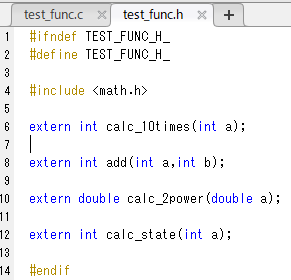 test_func.c × test_func.h × +
1 #ifndef TEST_FUNC_H_
2 #define TEST_FUNC_H_
3
4 #include <math.h>
5
6 extern int calc_10times(int a);
7
8 extern int add(int a,int b);
9
10 extern double calc_2power(double a);
11
12 extern int calc_state(int a);
13
14 #endif